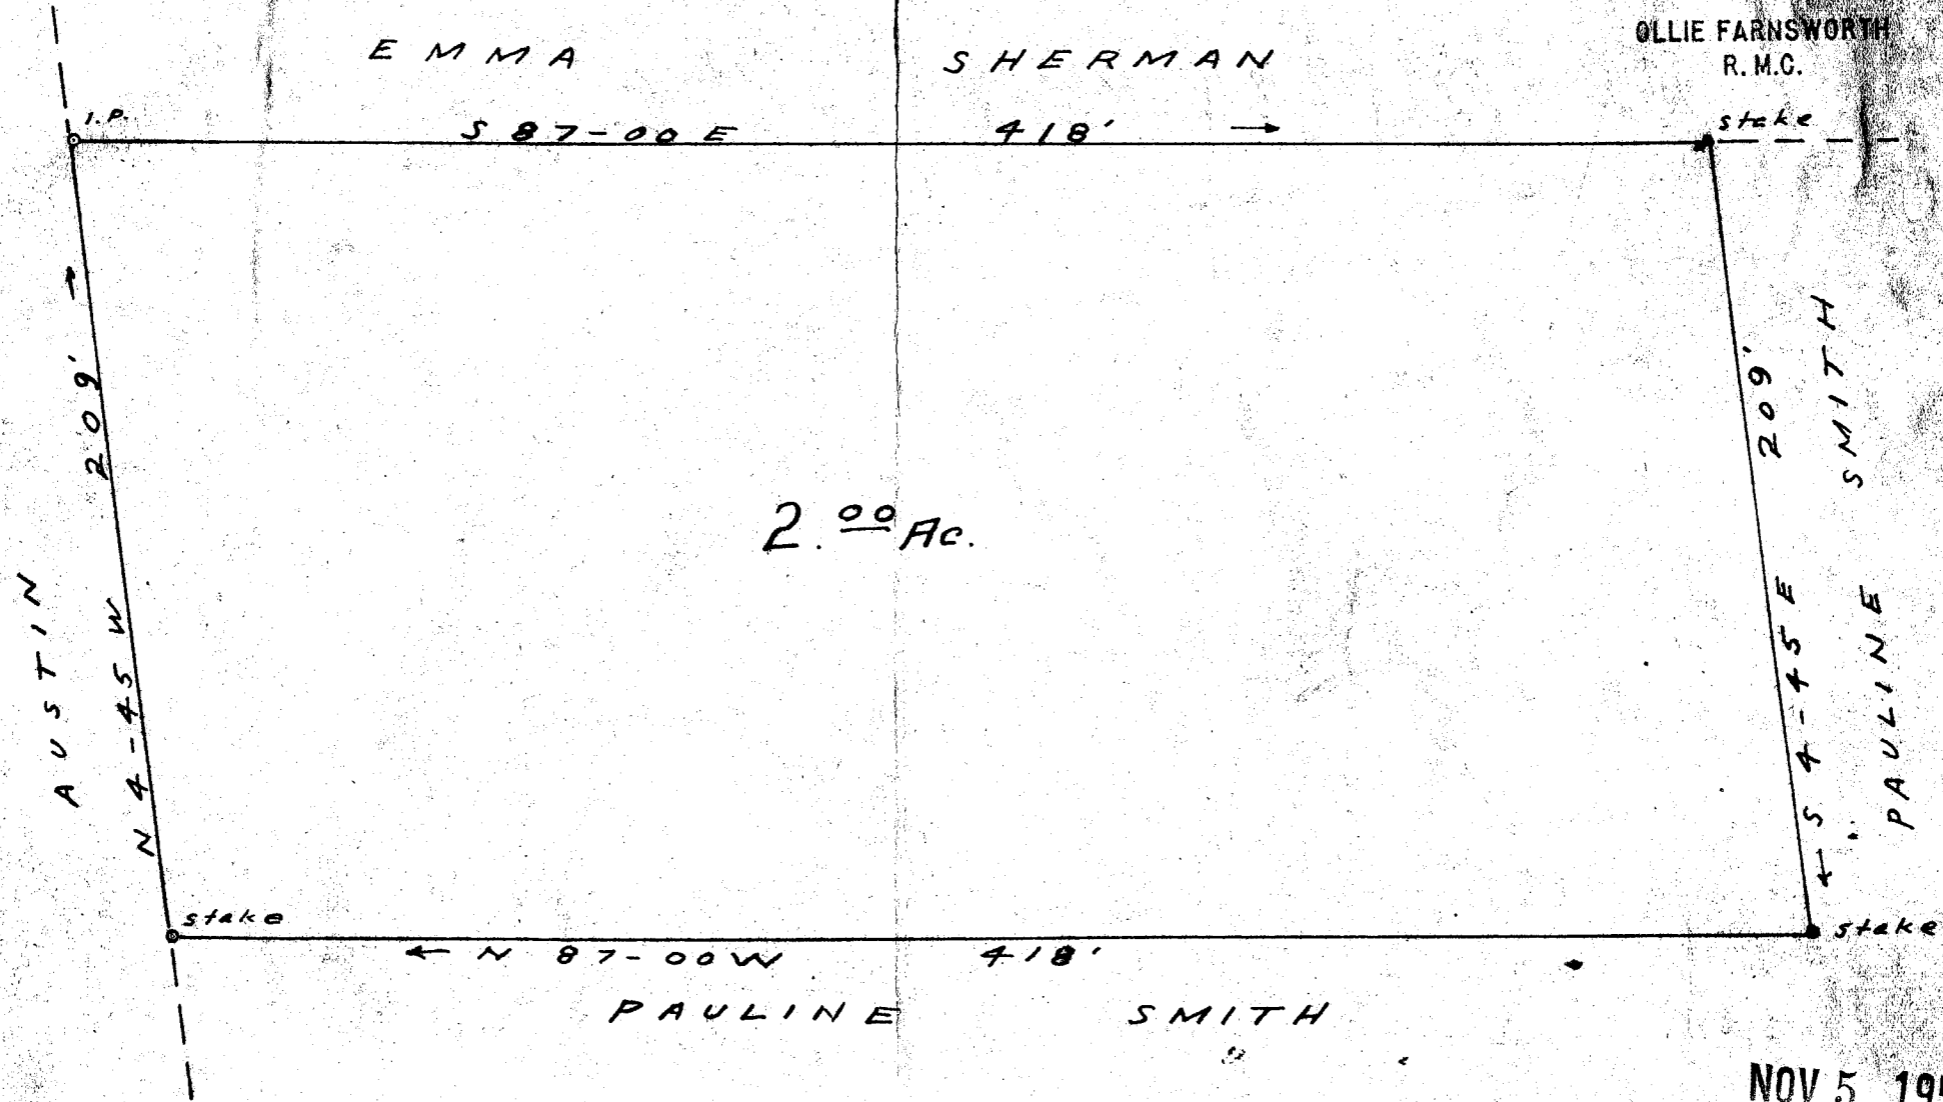 EMMA SHERMAN
OLLIE FARNSWORTH
R.M.C.
I.P.
S 87-00 E 418' →
stake
AUSTIN
N 4-45 W 209' →
2.00 Ac.
209'
← S 4-45 E
PAULINE SMITH
stake
stake
← N 87-00 W 418'
PAULINE SMITH
NOV 5